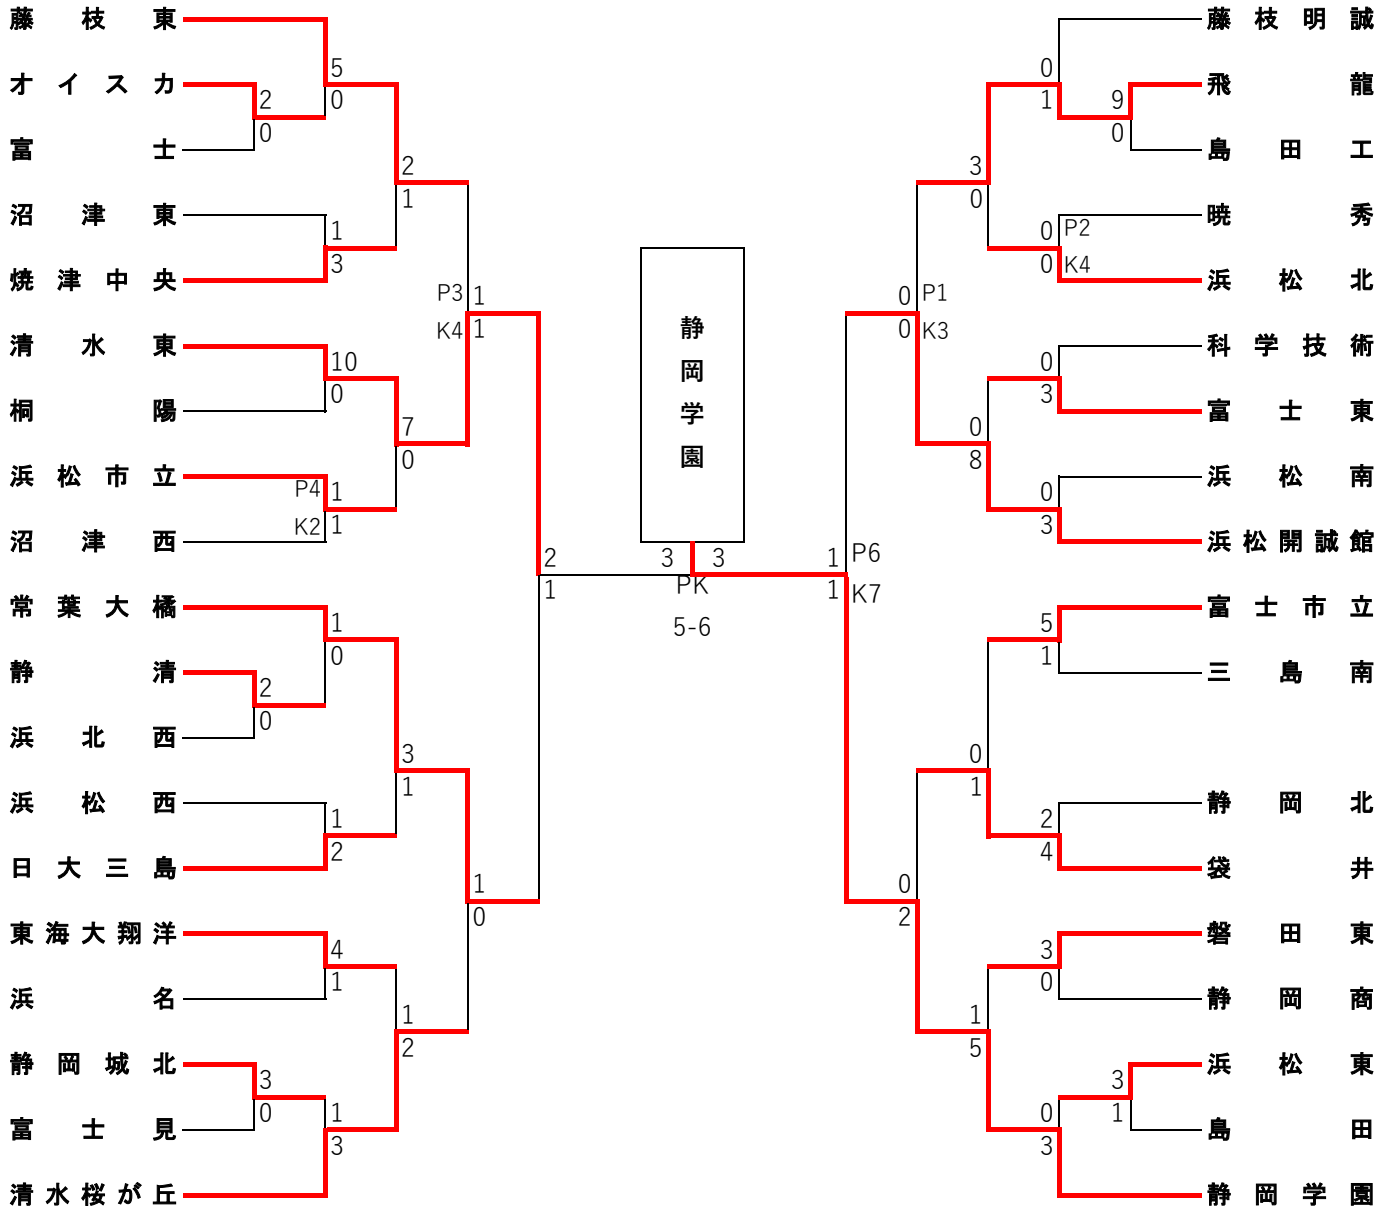 藤枝東
5
オイスカ
2
0
0
富士
2
1
沼津東
1
3
焼津中央
P3 1
K4 1
清水東
10
0
桐陽
7
0
浜松市立
P4 1
K2 1
沼津西
2
1
常葉大橘
1
0
静清
2
0
浜北西
3
1
浜松西
1
2
日大三島
1
0
東海大翔洋
4
1
浜名
1
2
静岡城北
3
0
富士見
1
3
清水桜が丘
静岡学園
3 3
PK
5-6
藤枝明誠
0
1
飛龍
9
0
島田工
3
0
暁秀
0 P2
0 K4
浜松北
0 P1
0 K3
科学技術
0
3
富士東
0
8
浜松南
0
3
浜松開誠館
1 P6
1 K7
富士市立
5
1
三島南
0
1
静岡北
2
4
袋井
0
2
磐田東
3
0
静岡商
1
5
浜松東
3
1
島田
0
3
静岡学園